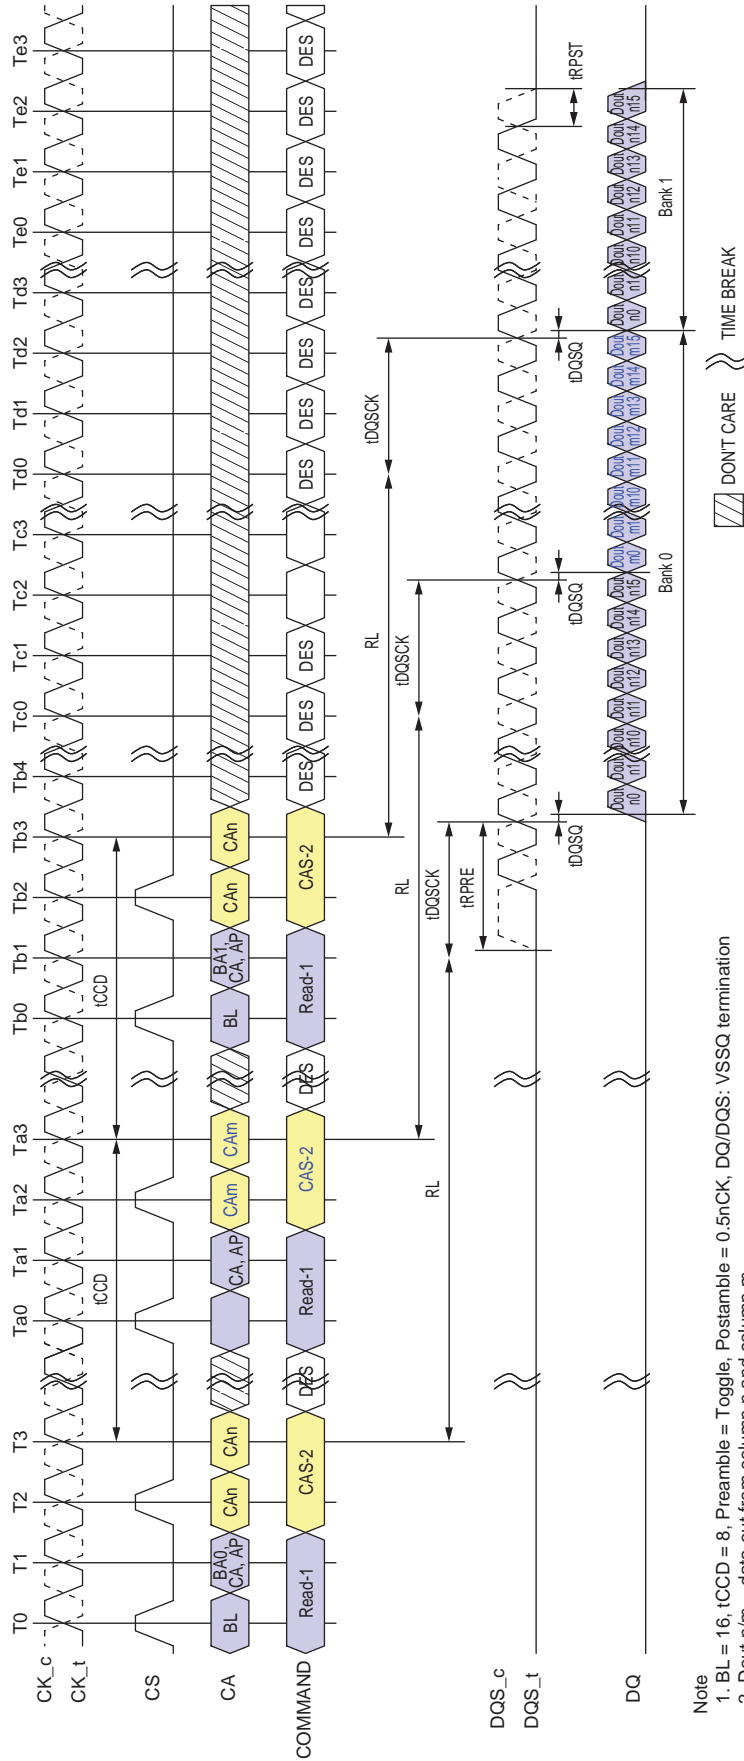 T0 T1 T2 T3 Ta0 Ta1 Ta2 Ta3 Tb0 Tb1 Tb2 Tb3 Tb4 Tc0 Tc1 Tc2 Tc3 Td0 Td1 Td2 Td3 Te0 Te1 Te2 Te3
CK_c
CK_t
tCCD tCCD
CS
CA BL BA0, CA, AP CAn CAn CA, AP CAm CAm BL BA1, CA, AP CAn CAn
COMMAND Read-1 CAS-2 DES Read-1 CAS-2 DES Read-1 CAS-2 DES DES DES DES DES DES DES DES DES DES DES
RL tDQSCK
RL tDQSCK
RL tDQSCK
tRPRE tRPST
DQS_c
DQS_t
tDQSQ tDQSQ tDQSQ
DQ Dout n0 Dout n1 Dout n10 Dout n11 Dout n12 Dout n13 Dout n14 Dout n15 Dout m0 Dout m1 Dout m10 Dout m11 Dout m12 Dout m13 Dout m14 Dout m15 Dout n0 Dout n1 Dout n10 Dout n11 Dout n12 Dout n13 Dout n14 Dout n15
Bank 0 Bank 1
DON'T CARE TIME BREAK
Note
1. BL = 16, tCCD = 8, Preamble = Toggle, Postamble = 0.5nCK, DQ/DQS: VSSQ termination